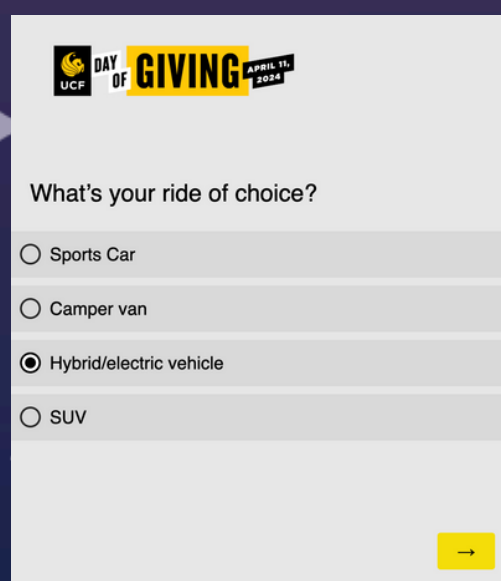 UCF
DAY OF GIVING APRIL 11, 2024
What's your ride of choice?
Sports Car
Camper van
Hybrid/electric vehicle
SUV
→